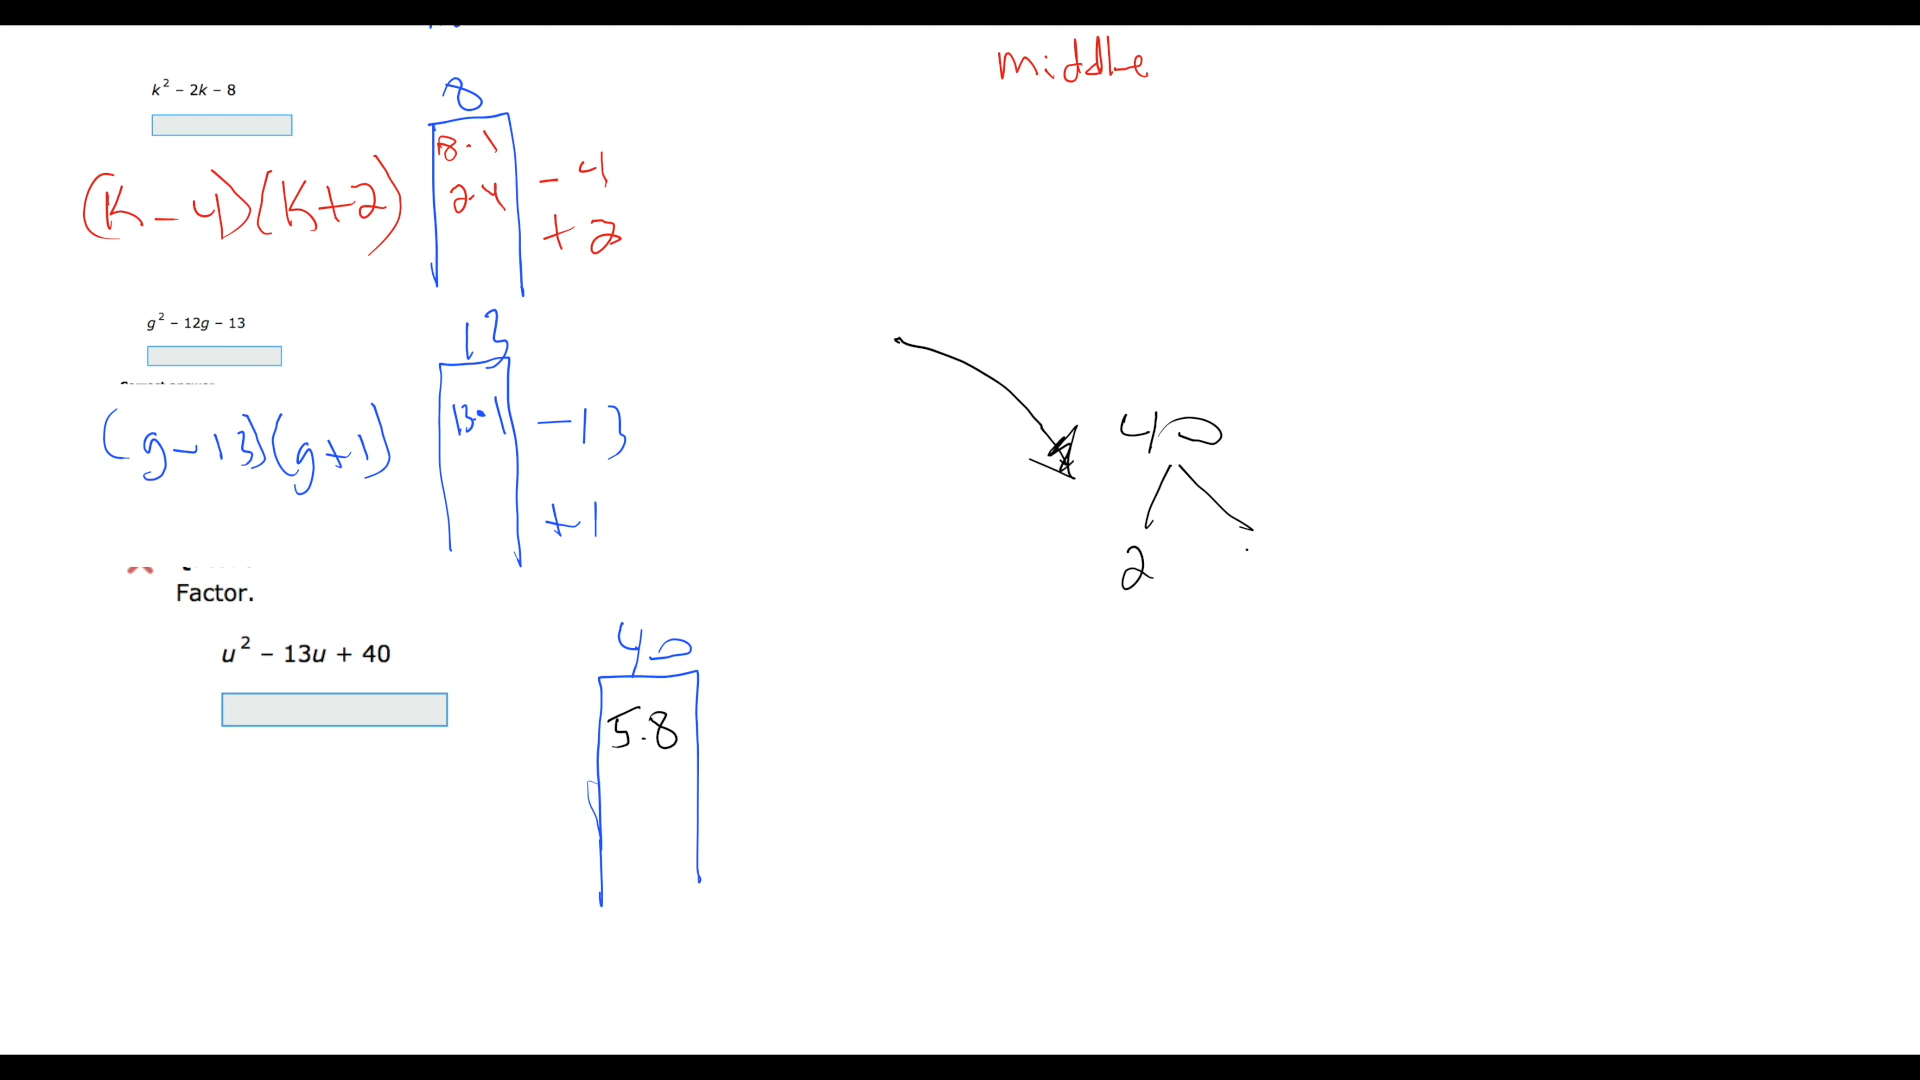 middle
k² – 2k – 8
8
8·1
2·4
- 4
+ 2
(K-4)(K+2)
g² – 12g – 13
13
13·1
-13
+1
(g-13)(g+1)
40
2
Factor.
u² – 13u + 40
40
5.8